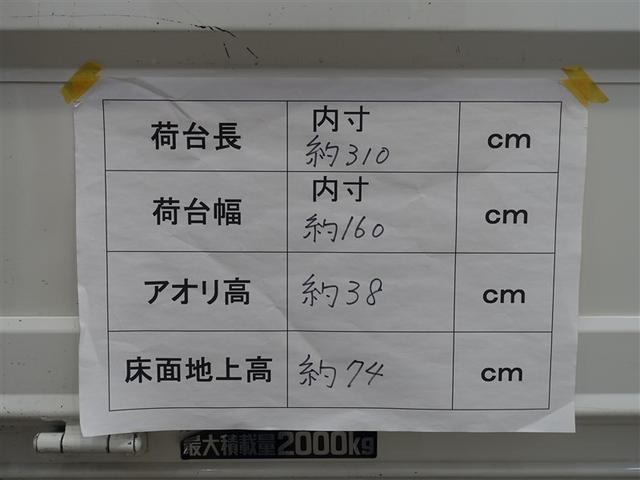 荷台長 内寸 約310 cm
荷台幅 内寸 約160 cm
アオリ高 約38 cm
床面地上高 約74 cm
最大積載量2000kg